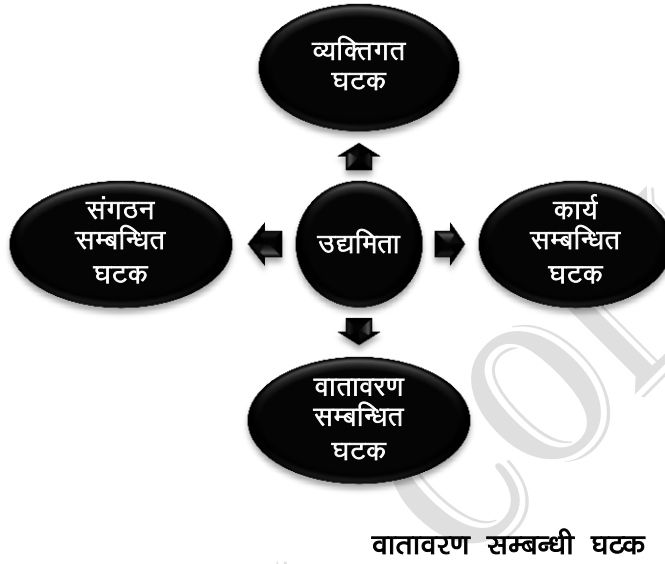 व्यक्तिगत
घटक
संगठन
सम्बन्धित
घटक
उद्यमिता
कार्य
सम्बन्धित
घटक
वातावरण
सम्बन्धित
घटक
वातावरण सम्बन्धी घटक